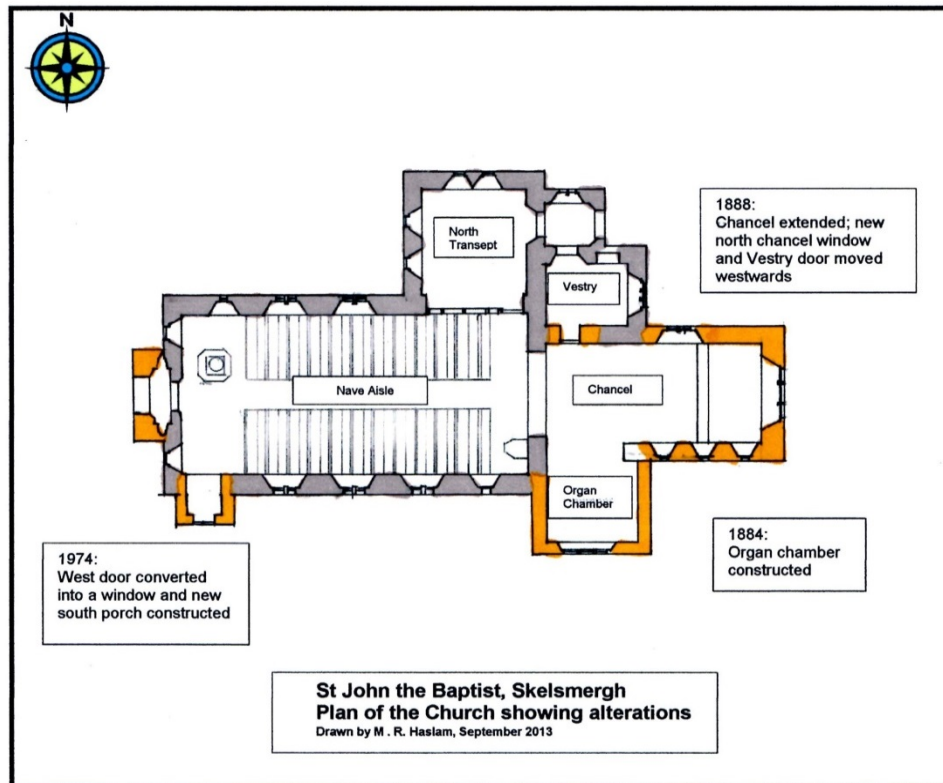 N
1888:
Chancel extended; new
north chancel window
and Vestry door moved
westwards
North
Transept
Vestry
Nave Aisle
Chancel
Organ
Chamber
1974:
West door converted
into a window and new
south porch constructed
1884:
Organ chamber
constructed
St John the Baptist, Skelsmergh
Plan of the Church showing alterations
Drawn by M . R. Haslam, September 2013